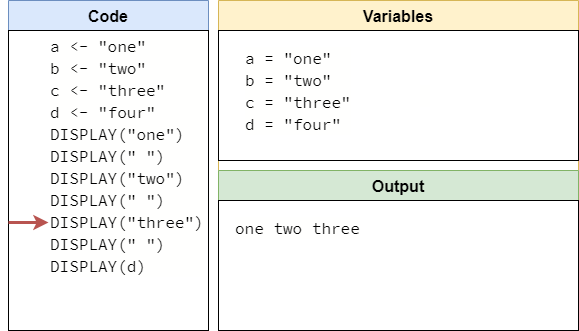 Code
a <- "one"
b <- "two"
c <- "three"
d <- "four"
DISPLAY("one")
DISPLAY(" ")
DISPLAY("two")
DISPLAY(" ")
DISPLAY("three")
DISPLAY(" ")
DISPLAY(d)
Variables
a = "one"
b = "two"
c = "three"
d = "four"
Output
one two three